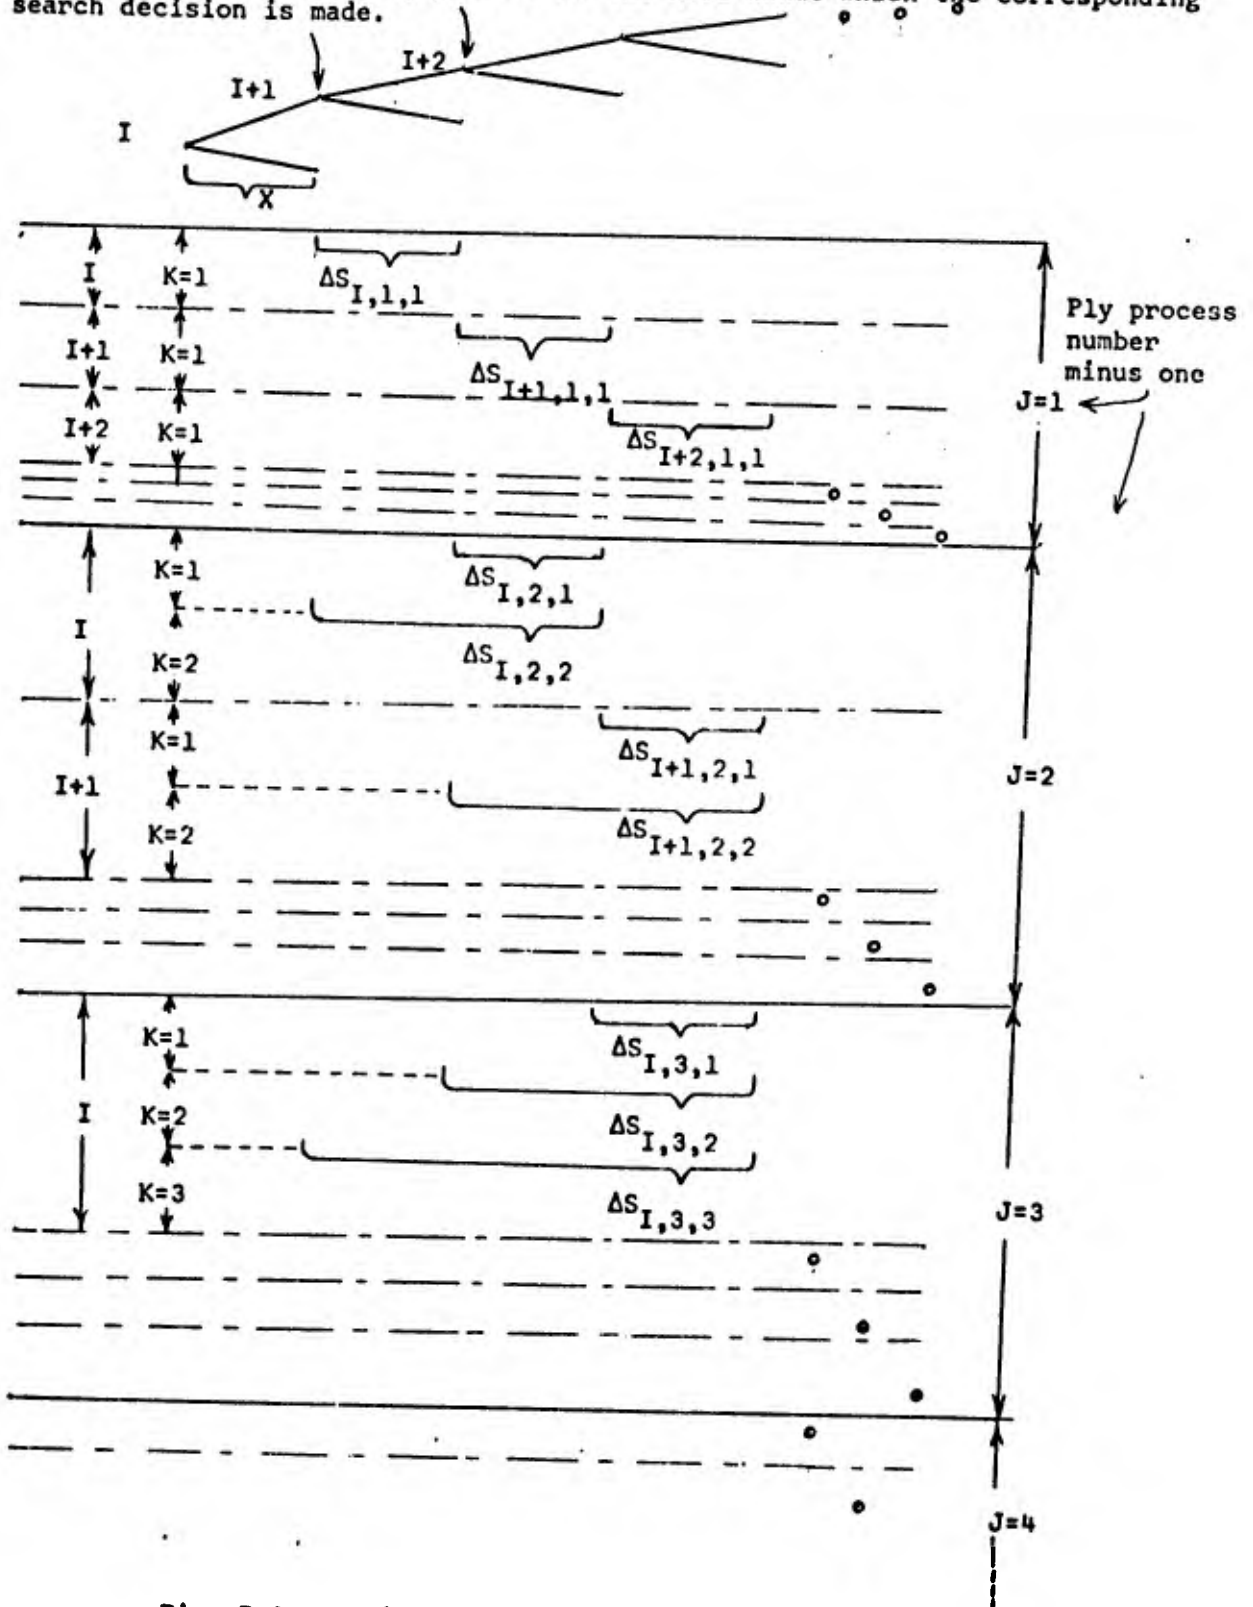 corresponding
search decision is made.
I+2
I+1
I
X
I K=1 ΔS I,1,1
Ply process
number
minus one
I+1 K=1 ΔS I+1,1,1
J=1
I+2 K=1 ΔS I+2,1,1
K=1 ΔS I,2,1
I
K=2 ΔS I,2,2
K=1 ΔS I+1,2,1
I+1 J=2
K=2 ΔS I+1,2,2
K=1 ΔS I,3,1
I K=2 ΔS I,3,2
K=3 ΔS I,3,3
J=3
J=4